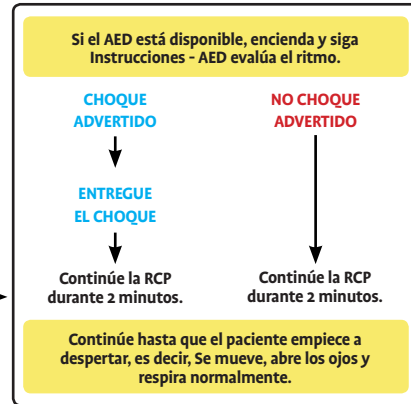 Si el AED está disponible, encienda y siga
Instrucciones - AED evalúa el ritmo.
CHOQUE
ADVERTIDO
NO CHOQUE
ADVERTIDO
ENTREGUE
EL CHOQUE
Continúe la RCP
durante 2 minutos.
Continúe la RCP
durante 2 minutos.
Continúe hasta que el paciente empiece a
despertar, es decir, Se mueve, abre los ojos y
respira normalmente.